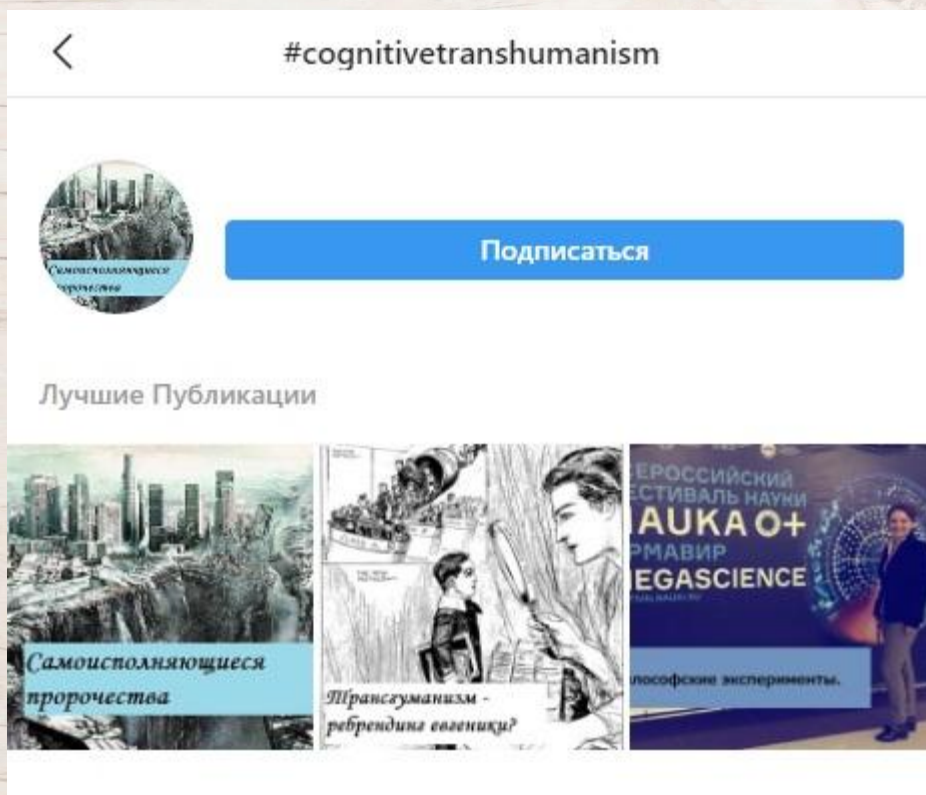 #cognitivetranshumanism
Самоисполняющиеся
пророчества
Подписаться
Лучшие Публикации
Самоисполняющиеся
пророчества
Трансгуманизм -
ребрендинг евгеники?
ЕРОССИЙСКИЙ
ЕСТИВАЛЬ НАУКИ
AUKA O+
РМАВИР
EGASCIENCE
лософские эксперименты.